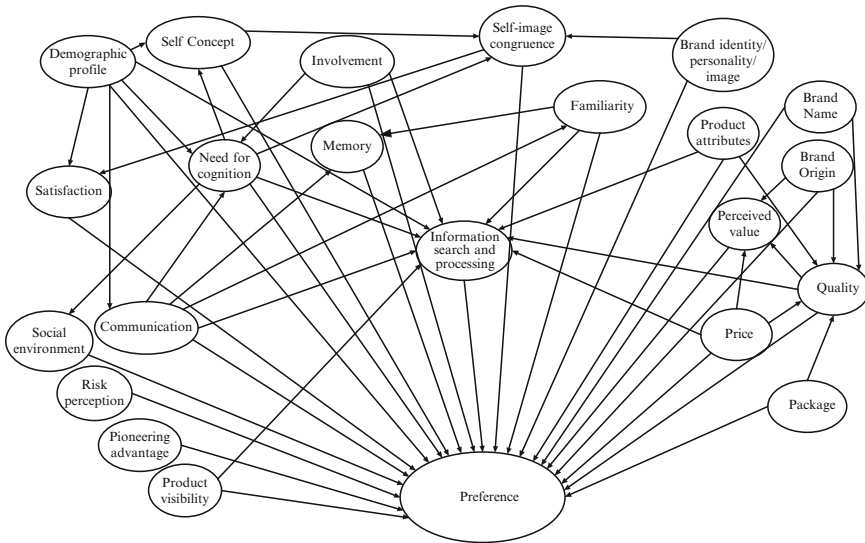 Demographic
profile
Self Concept
Involvement
Self-image
congruence
Brand identity/
personality/
image
Familiarity
Brand
Name
Memory
Product
attributes
Need for
cognition
Brand
Origin
Satisfaction
Perceived
value
Information
search and
processing
Quality
Social
environment
Communication
Price
Risk
perception
Package
Pioneering
advantage
Product
visibility
Preference